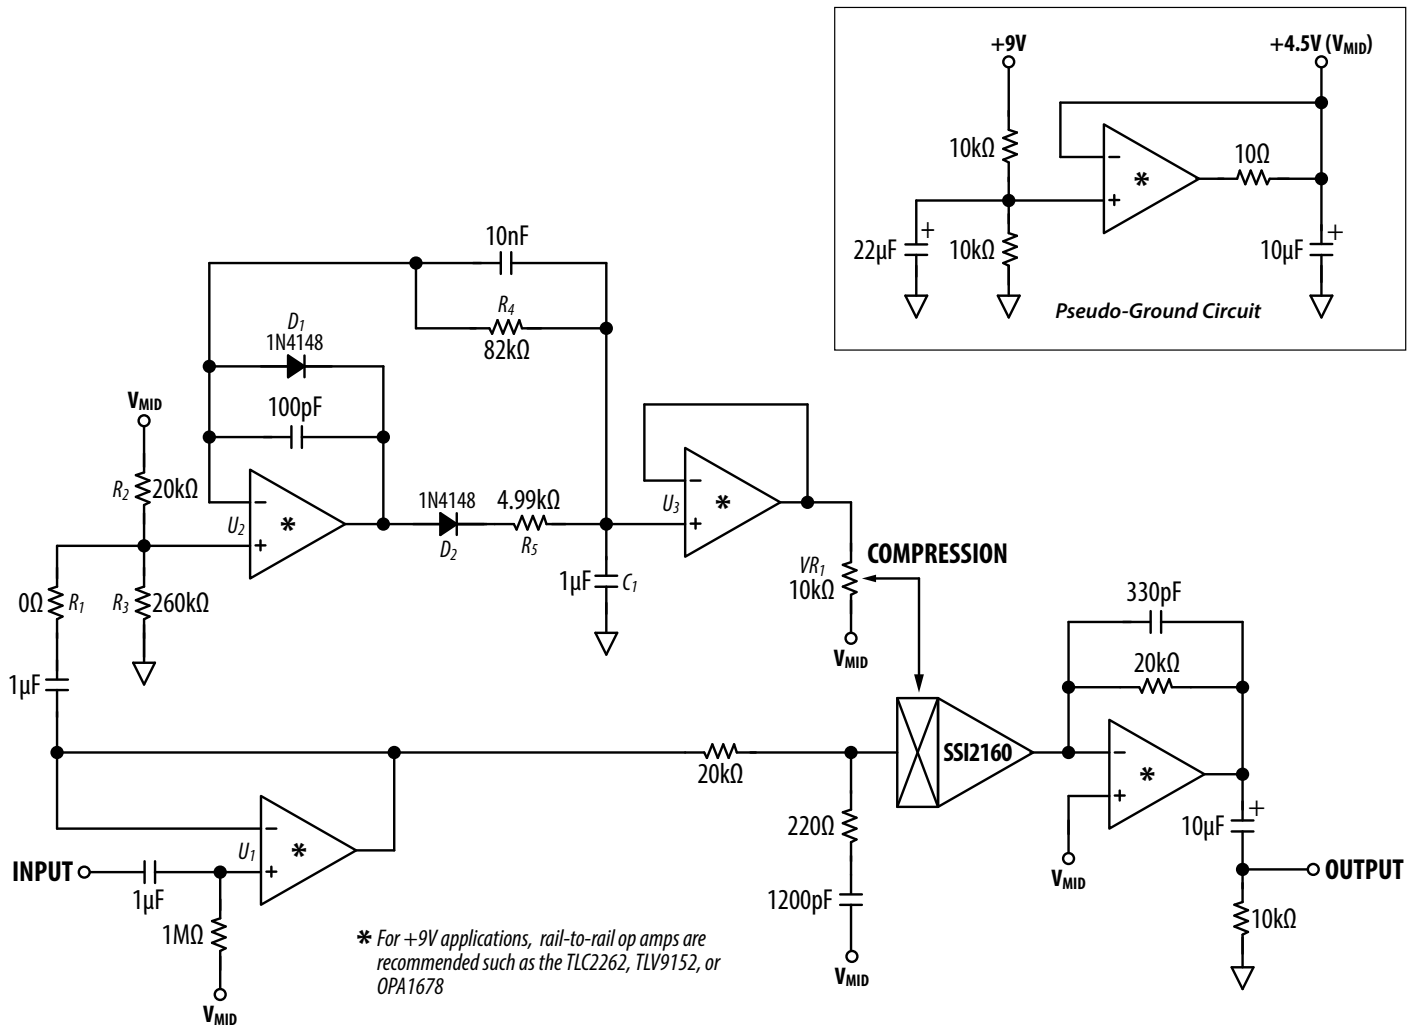 +9V
+4.5V (VMID)
10kΩ
10Ω
*
22µF
+
10kΩ
10µF
+
Pseudo-Ground Circuit
10nF
R4
82kΩ
D1
1N4148
100pF
VMID
R2
20kΩ
U2
*
1N4148
D2
4.99kΩ
R5
U3
*
0Ω
R1
R3
260kΩ
1µF
C1
VR1
10kΩ
COMPRESSION
VMID
330pF
20kΩ
1µF
20kΩ
SSI2160
*
220Ω
10µF
+
VMID
U1
*
INPUT
1µF
1MΩ
VMID
1200pF
VMID
OUTPUT
10kΩ
* For +9V applications, rail-to-rail op amps are
recommended such as the TLC2262, TLV9152, or
OPA1678